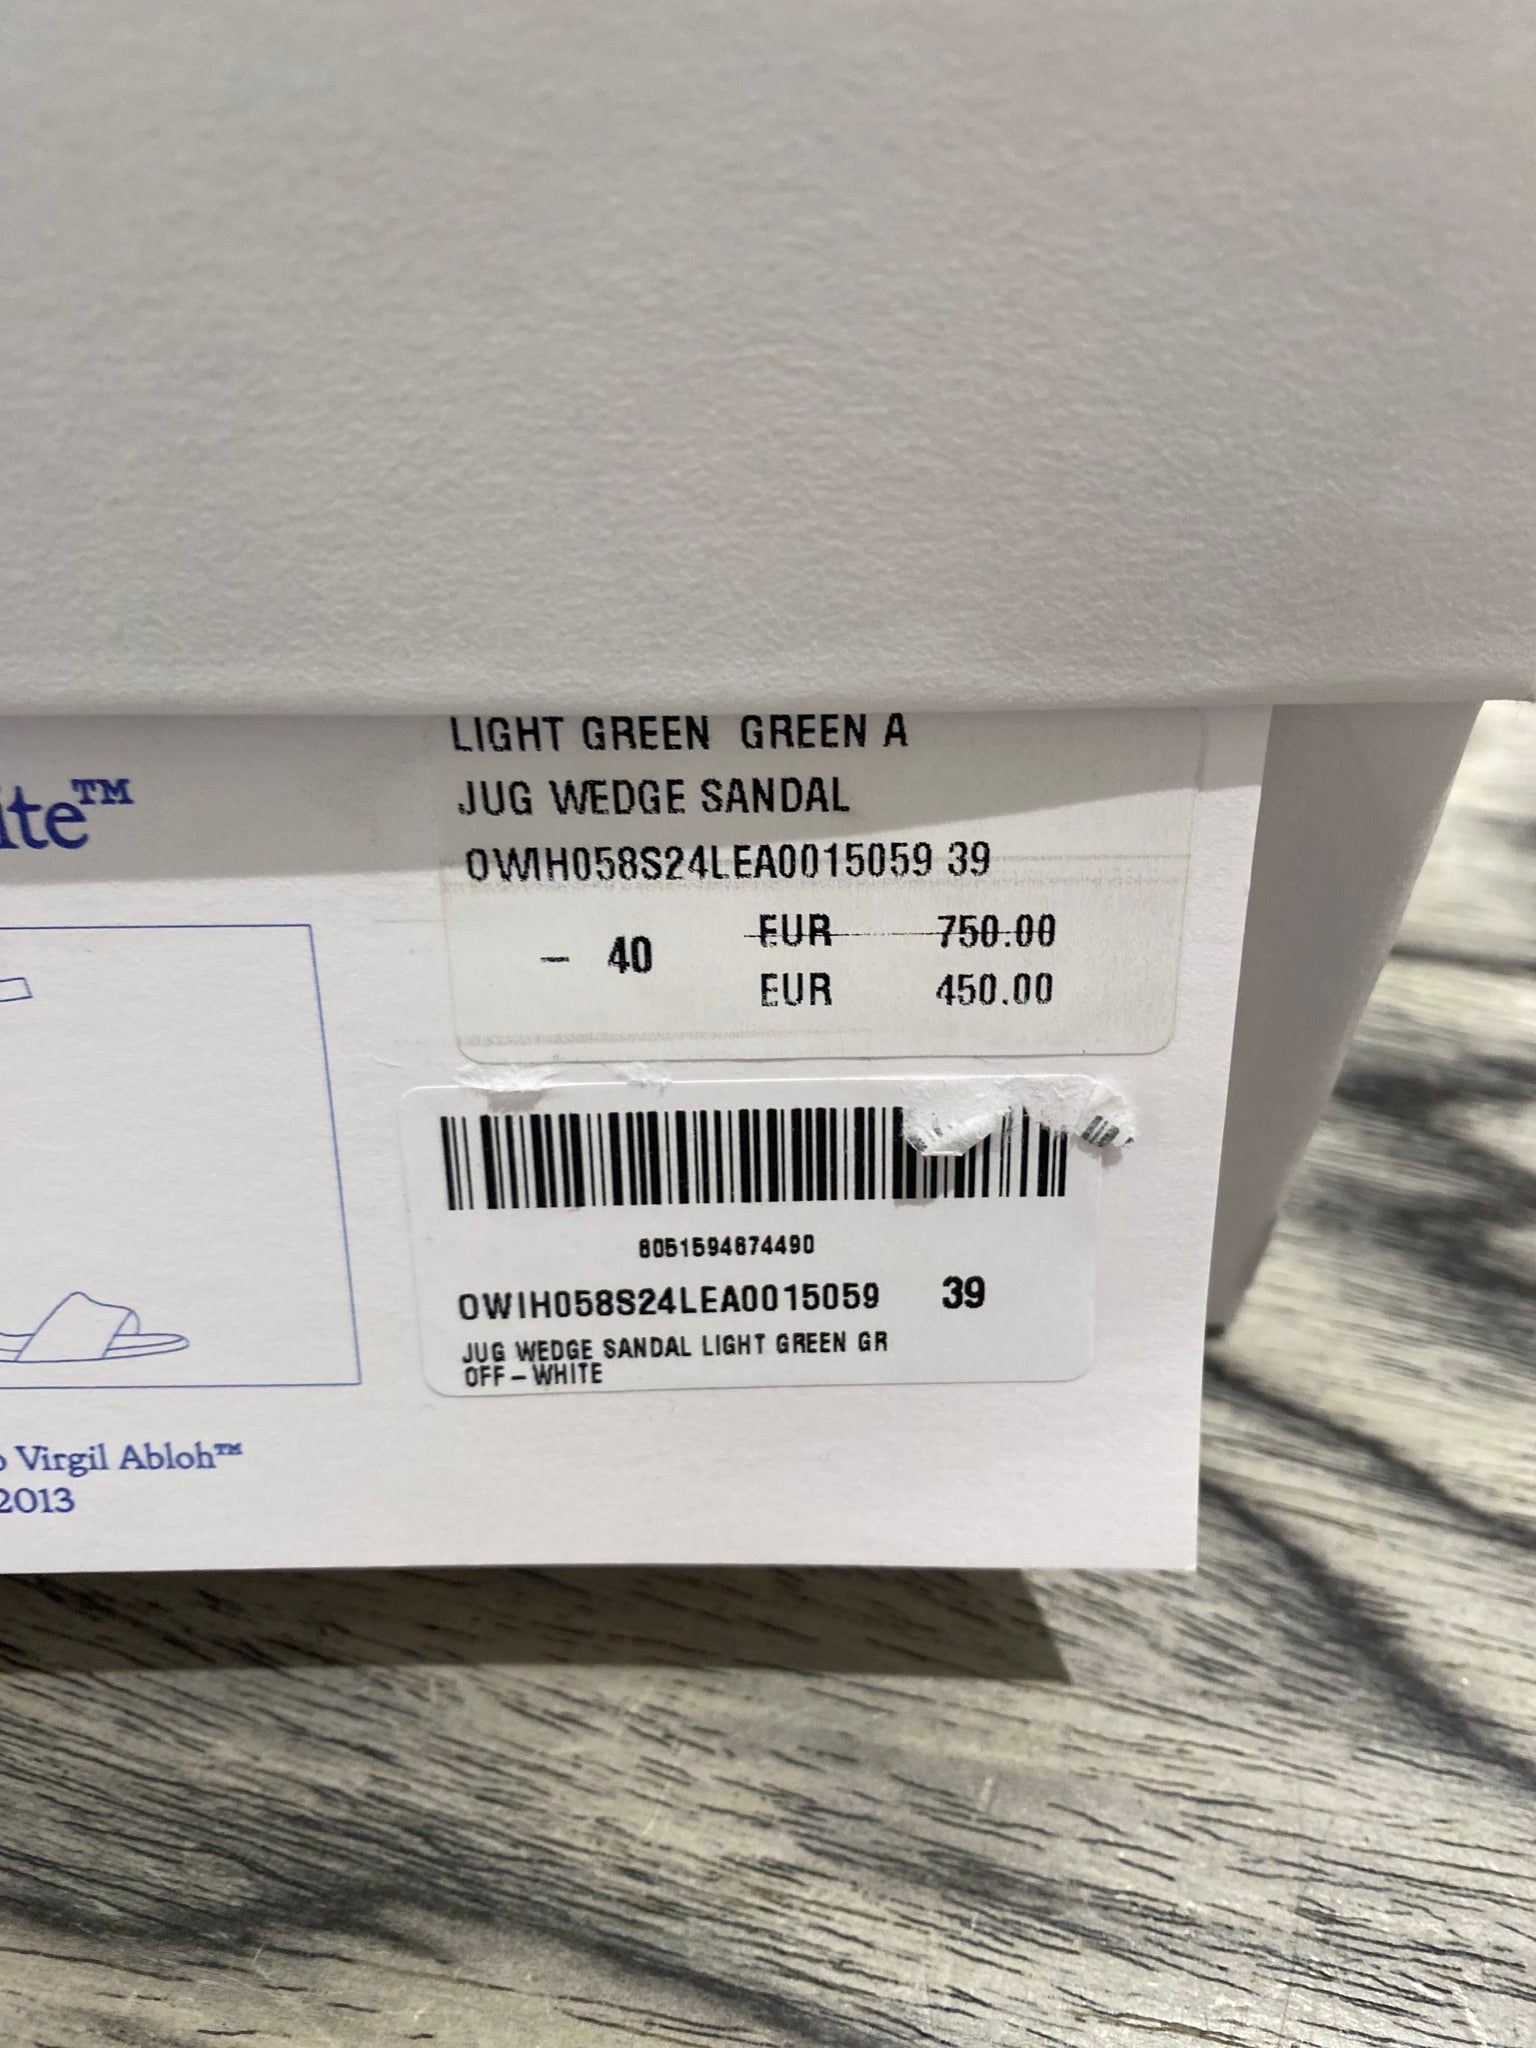 LIGHT GREEN GREEN A
JUG WEDGE SANDAL
OWIH058S24LEA0015059 39
- 40
EUR 750.00
EUR 450.00
ite™
8051594674490
OWIH058S24LEA0015059 39
JUG WEDGE SANDAL LIGHT GREEN GR
OFF-WHITE
Virgil Abloh™
2013